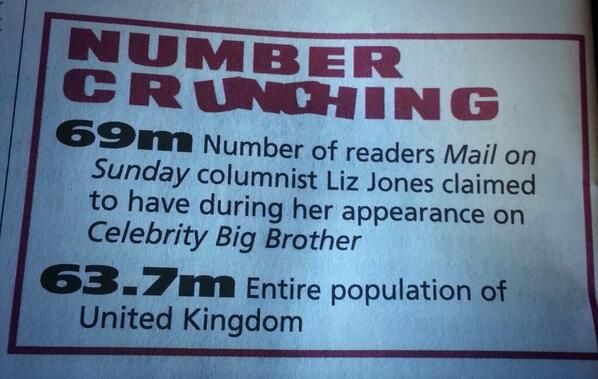 NUMBER
CRUNCHING
69m Number of readers Mail on
Sunday columnist Liz Jones claimed
to have during her appearance on
Celebrity Big Brother
63.7m Entire population of
United Kingdom